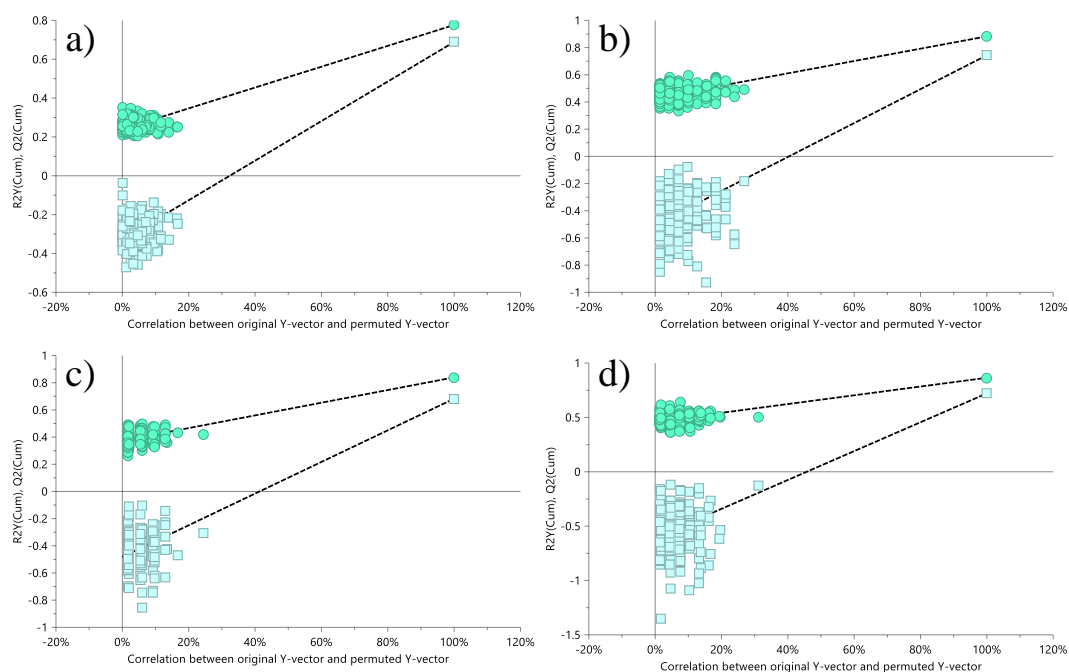 a)
0.8
0.6
0.4
0.2
0
-0.2
-0.4
-0.6
R2Y(Cum), Q2(Cum)
-20% 0% 20% 40% 60% 80% 100% 120%
Correlation between original Y-vector and permuted Y-vector
b)
1
0.8
0.6
0.4
0.2
0
-0.2
-0.4
-0.6
-0.8
-1
R2Y(Cum), Q2(Cum)
-20% 0% 20% 40% 60% 80% 100% 120%
Correlation between original Y-vector and permuted Y-vector
c)
1
0.8
0.6
0.4
0.2
0
-0.2
-0.4
-0.6
-0.8
-1
R2Y(Cum), Q2(Cum)
-20% 0% 20% 40% 60% 80% 100% 120%
Correlation between original Y-vector and permuted Y-vector
d)
1
0.5
0
-0.5
-1
-1.5
R2Y(Cum), Q2(Cum)
-20% 0% 20% 40% 60% 80% 100% 120%
Correlation between original Y-vector and permuted Y-vector